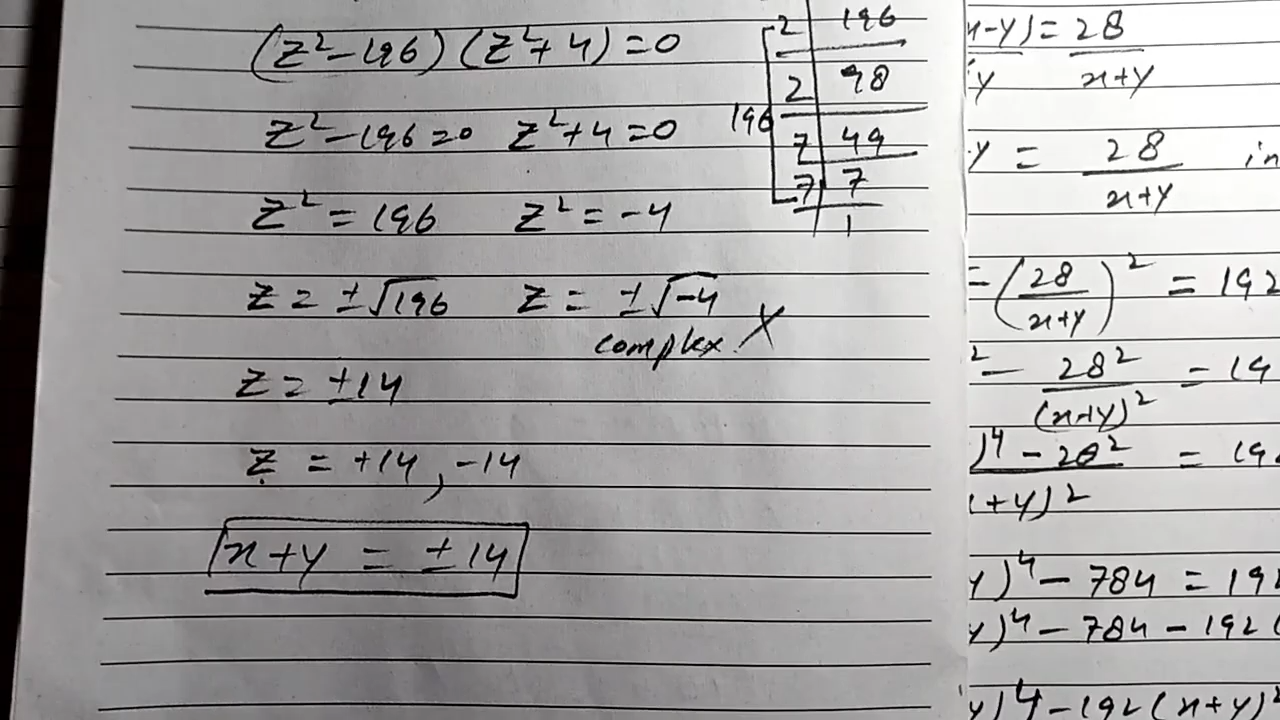 (z²-196)(z²+4)=0
z²-196=0 z²+4=0
z² = 196 z² = -4
z = ±√196 z = ±√-4
complex X
z = ±14
z = +14, -14
x+y = ±14
2 | 196
2 | 98
196
7 | 49
7 | 7
1
x-y) = 28
y x+y
y = 28 in
x+y
= (28)² = 192
x+y
² - 28² = 19
(x+y)²
)⁴ - 28² = 19
(+y)²
y)⁴ - 784 = 19
y)⁴ - 784 - 192(
y)⁴ - 192(x+y)²